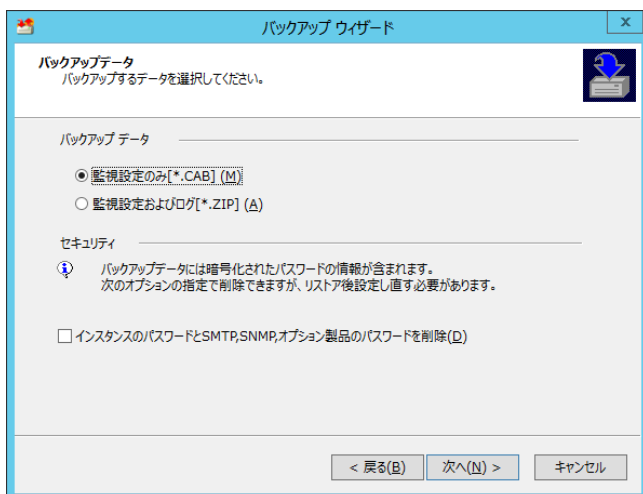 バックアップ ウィザード
x
バックアップデータ
バックアップするデータを選択してください。
バックアップ データ
監視設定のみ[*.CAB] (M)
監視設定およびログ[*.ZIP] (A)
セキュリティ
バックアップデータには暗号化されたパスワードの情報が含まれます。
次のオプションの指定で削除できますが、リストア後設定し直す必要があります。
インスタンスのパスワードとSMTP,SNMP,オプション製品のパスワードを削除(D)
< 戻る(B) 次へ(N) > キャンセル